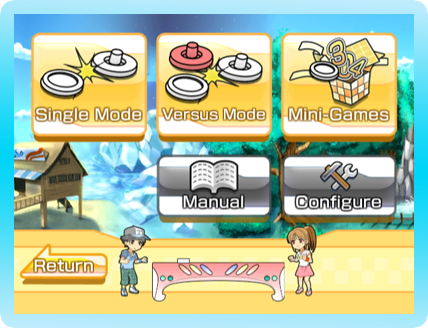 Single Mode
Versus Mode
Mini-Games
Manual
Configure
Return